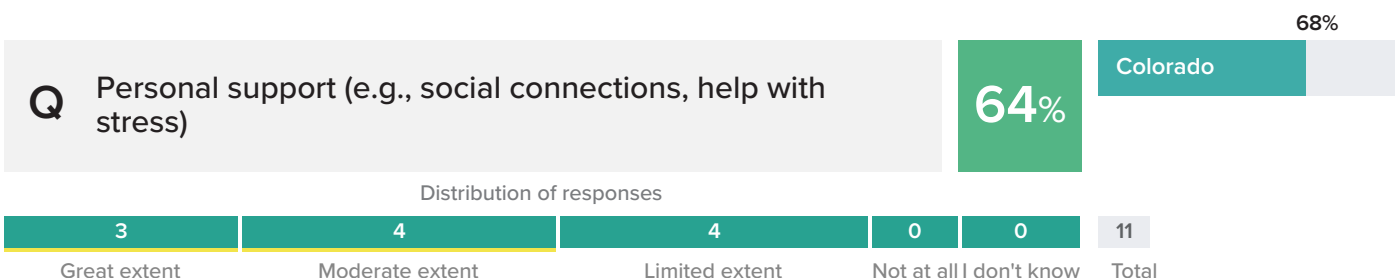 68%
Q
Personal support (e.g., social connections, help with
stress)
64%
Colorado
Distribution of responses
3
4
4
0
0
11
Great extent
Moderate extent
Limited extent
Not at all
I don't know
Total